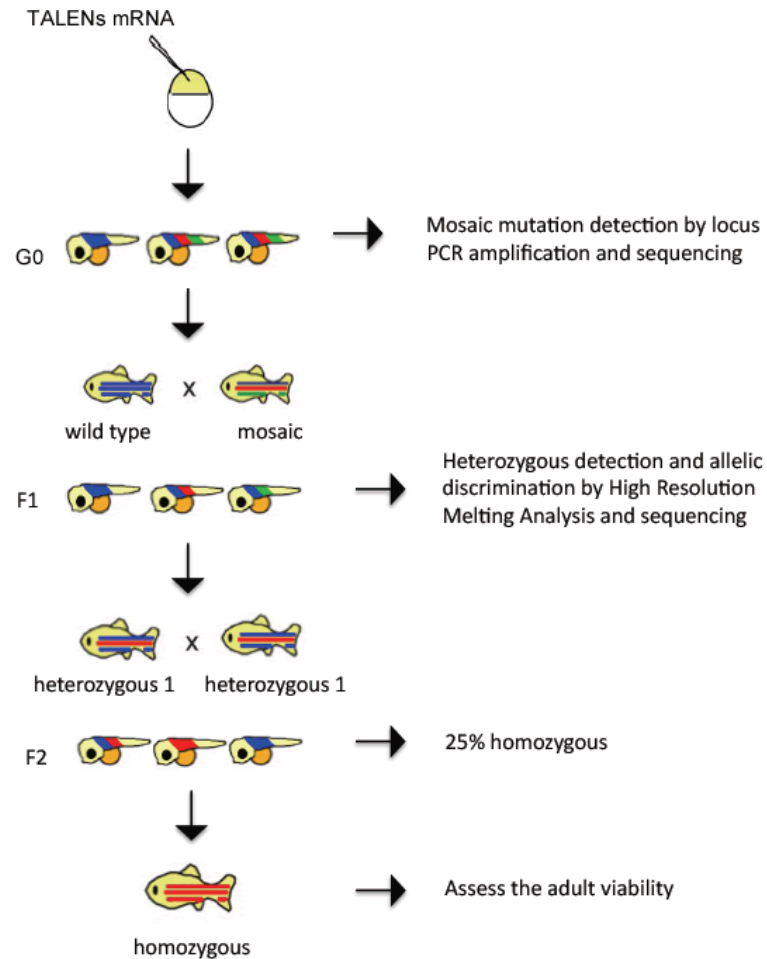 TALENs mRNA
G0
Mosaic mutation detection by locus
PCR amplification and sequencing
x
wild type
mosaic
F1
Heterozygous detection and allelic
discrimination by High Resolution
Melting Analysis and sequencing
x
heterozygous 1
heterozygous 1
F2
25% homozygous
Assess the adult viability
homozygous